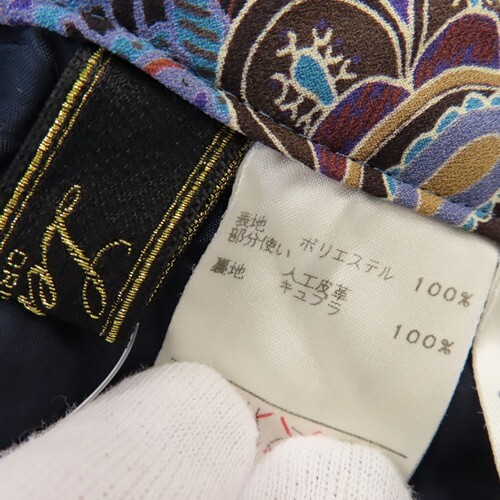 表地 ポリエステル 100%
部分使い 人工皮革
裏地 キュプラ 100%